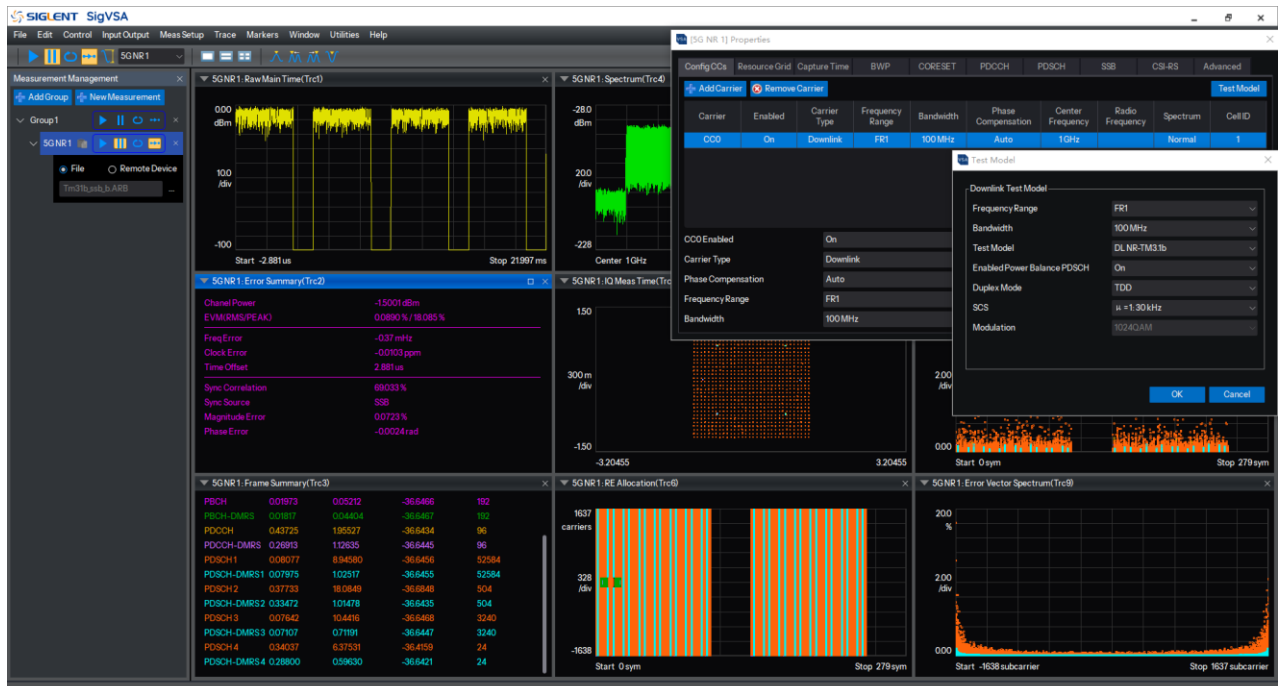 SIGLENT SigVSA
File Edit Control Input Output Meas Setup Trace Markers Window Utilities Help
5G NR 1
Measurement Management
Add Group New Measurement
Group1
5G NR 1
File Remote Device
Tm31b_ssb_b.ARB ...
5G NR 1: Raw Main Time(Trc1)
0.00
dBm
10.0
/div
-100
Start -2.881 us Stop 21.997 ms
5G NR 1: Spectrum(Trc4)
-28.0
dBm
20.0
/div
-228
Center 1 GHz
5G NR 1: Error Summary(Trc2)
Chanel Power -1.5001 dBm
EVM(RMS/PEAK) 0.0890 % / 18.085 %
Freq Error -0.37 mHz
Clock Error -0.0103 ppm
Time Offset 2.881 us
Sync Correlation 69.033 %
Sync Source SSB
Magnitude Error 0.0723 %
Phase Error -0.0024 rad
5G NR 1: IQ Meas Time(Trc
1.50
300 m
/div
-1.50
-3.20455 3.20455
2.00
/div
0.00
Start 0 sym Stop 279 sym
5G NR 1: Frame Summary(Trc3)
PBCH 0.01973 0.05212 -36.6466 192
PBCH-DMRS 0.01817 0.04404 -36.6467 192
PDCCH 0.43725 1.95527 -36.6434 96
PDCCH-DMRS 0.26913 1.12635 -36.6445 96
PDSCH 1 0.08077 8.94580 -36.6456 52584
PDSCH-DMRS1 0.07975 1.02517 -36.6455 52584
PDSCH 2 0.37733 18.0849 -36.6848 504
PDSCH-DMRS2 0.33472 1.01478 -36.6435 504
PDSCH 3 0.07642 10.4416 -36.6468 3240
PDSCH-DMRS3 0.07107 0.71191 -36.6447 3240
PDSCH 4 0.34037 6.37531 -36.4159 24
PDSCH-DMRS4 0.28800 0.59630 -36.6421 24
5G NR 1: RE Allocation(Trc6)
1637
carriers
328
/div
-1638
Start 0 sym Stop 279 sym
5G NR 1: Error Vector Spectrum(Trc9)
20.0
%
2.00
/div
0.00
Start -1638 subcarrier Stop 1637 subcarrier
[5G NR 1] Properties
Config CCs Resource Grid Capture Time BWP CORESET PDCCH PDSCH SSB CSI-RS Advanced
Add Carrier Remove Carrier Test Model
Carrier Enabled Carrier Type Frequency Range Bandwidth Phase Compensation Center Frequency Radio Frequency Spectrum Cell ID
CC0 On Downlink FR1 100 MHz Auto 1 GHz Normal 1
CC0 Enabled On
Carrier Type Downlink
Phase Compensation Auto
Frequency Range FR1
Bandwidth 100 MHz
Test Model
Downlink Test Model
Frequency Range FR1
Bandwidth 100 MHz
Test Model DL NR-TM3.1b
Enabled Power Balance PDSCH On
Duplex Mode TDD
SCS μ =1: 30 kHz
Modulation 1024QAM
OK Cancel